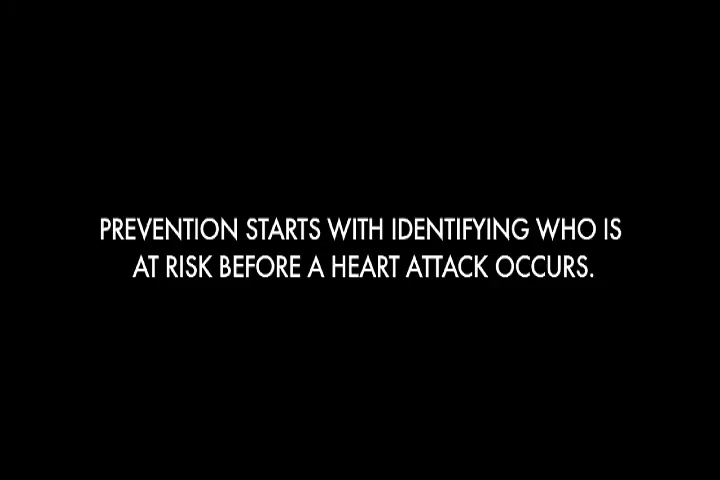 PREVENTION STARTS WITH IDENTIFYING WHO IS
AT RISK BEFORE A HEART ATTACK OCCURS.